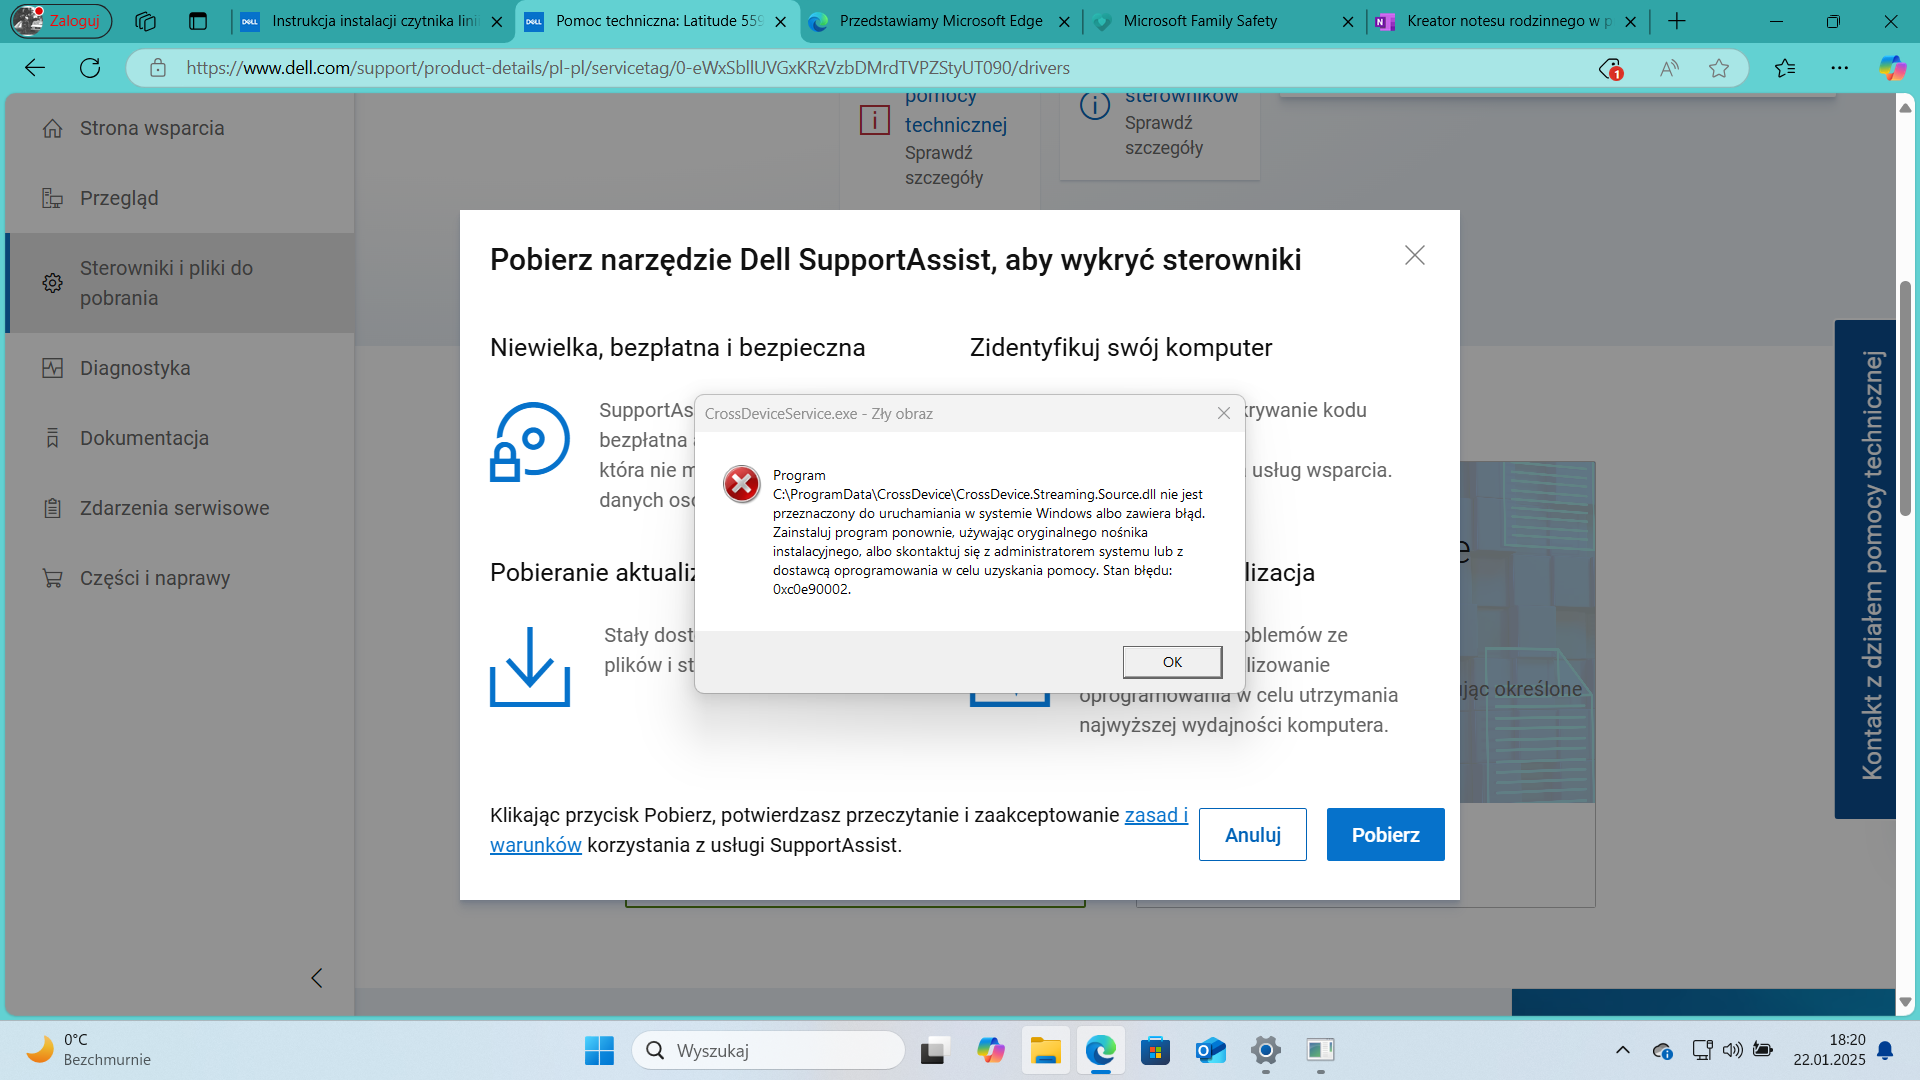 Zaloguj
Instrukcja instalacji czytnika lini
Pomoc techniczna: Latitude 559
Przedstawiamy Microsoft Edge
Microsoft Family Safety
Kreator notesu rodzinnego w p
https://www.dell.com/support/product-details/pl-pl/servicetag/0-eWxSbllUVGxKRzVzbDMrdTVPZStyUT090/drivers
1
Strona wsparcia
Przegląd
Sterowniki i pliki do
pobrania
Diagnostyka
Dokumentacja
Zdarzenia serwisowe
Części i naprawy
pomocy
technicznej
Sprawdź
szczegóły
sterowników
Sprawdź
szczegóły
Pobierz narzędzie Dell SupportAssist, aby wykryć sterowniki
Niewielka, bezpłatna i bezpieczna
SupportAs
bezpłatna
która nie m
danych oso
Zidentyfikuj swój komputer
krywanie kodu
usług wsparcia.
CrossDeviceService.exe - Zły obraz
Program
C:\ProgramData\CrossDevice\CrossDevice.Streaming.Source.dll nie jest
przeznaczony do uruchamiania w systemie Windows albo zawiera błąd.
Zainstaluj program ponownie, używając oryginalnego nośnika
instalacyjnego, albo skontaktuj się z administratorem systemu lub z
dostawcą oprogramowania w celu uzyskania pomocy. Stan błędu:
0xc0e90002.
OK
Pobieranie aktualiz
Stały dost
plików i st
lizacja
oblemów ze
lizowanie
oprogramowania w celu utrzymania
najwyższej wydajności komputera.
e
ując określone
Klikając przycisk Pobierz, potwierdzasz przeczytanie i zaakceptowanie zasad i
warunków korzystania z usługi SupportAssist.
Anuluj
Pobierz
Kontakt z działem pomocy technicznej
0°C
Bezchmurnie
Wyszukaj
18:20
22.01.2025